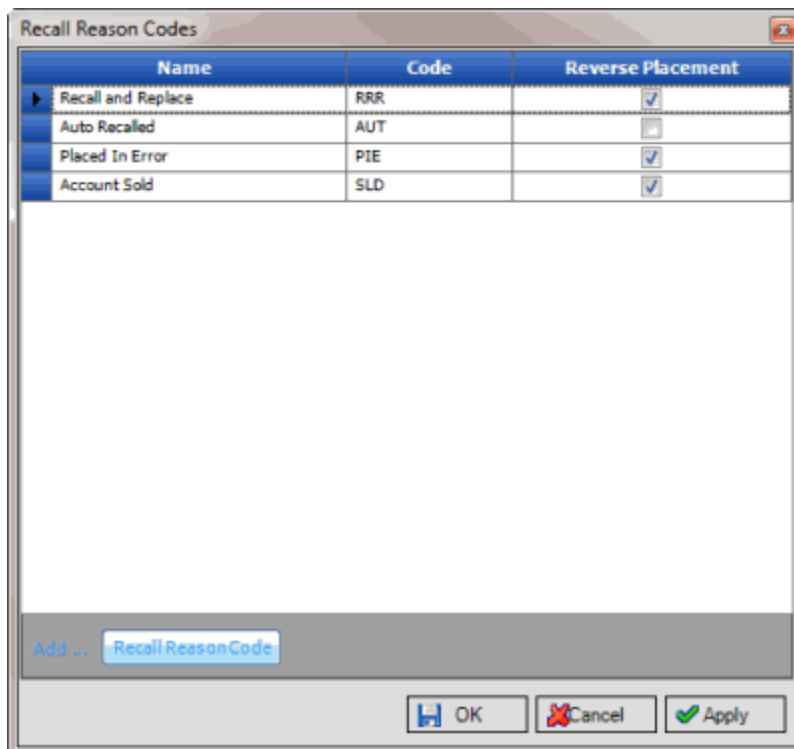 Recall Reason Codes
Name Code Reverse Placement
Recall and Replace RRR
Auto Recalled AUT
Placed In Error PIE
Account Sold SLD
Add ... Recall Reason Code
OK Cancel Apply